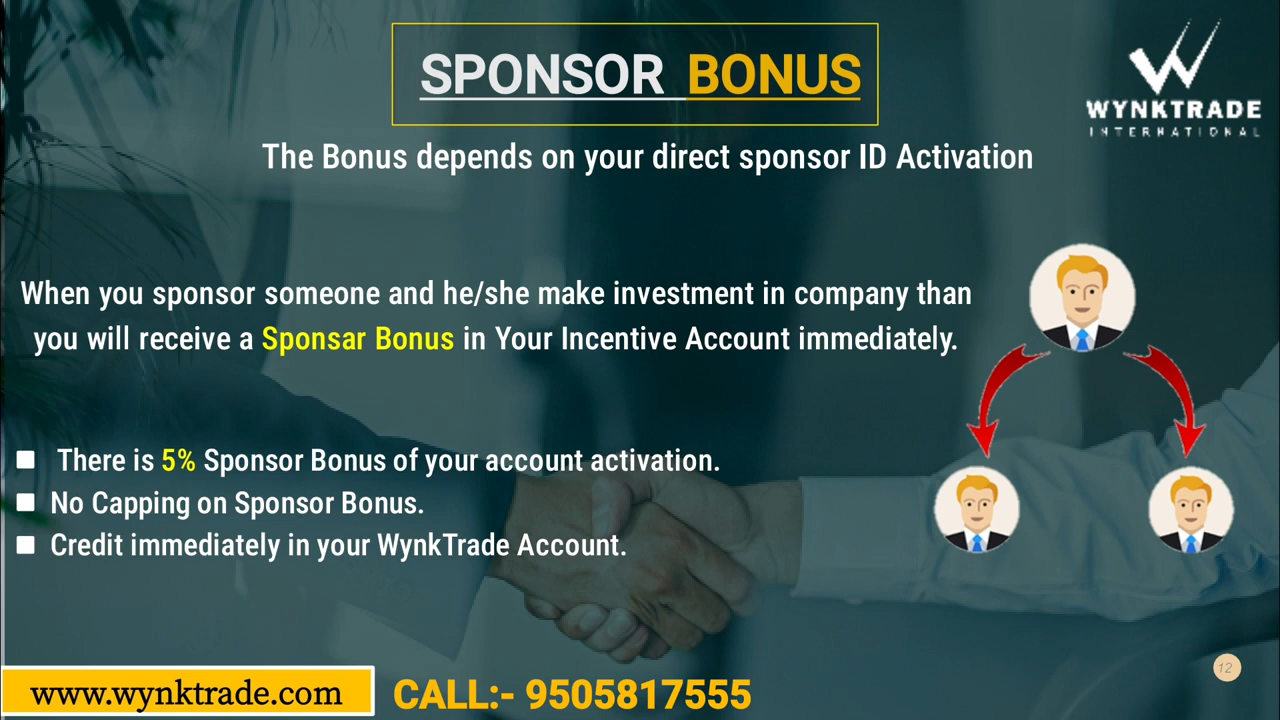 SPONSOR BONUS
WYNKTRADE
INTERNATIONAL
The Bonus depends on your direct sponsor ID Activation
When you sponsor someone and he/she make investment in company than
you will receive a Sponsar Bonus in Your Incentive Account immediately.
There is 5% Sponsor Bonus of your account activation.
No Capping on Sponsor Bonus.
Credit immediately in your WynkTrade Account.
12
www.wynktrade.com
CALL:- 9505817555